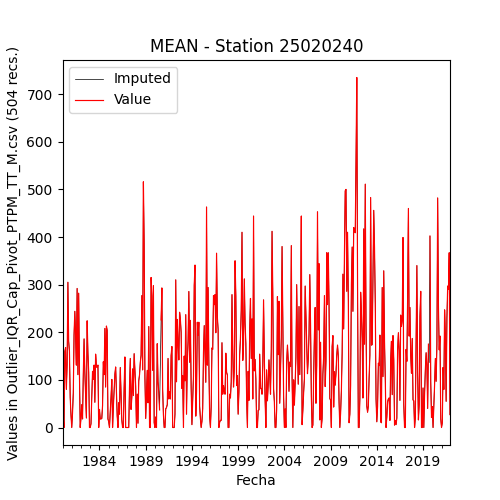 MEAN - Station 25020240
Imputed
Value
Values in Outlier_IQR_Cap_Pivot_PTPM_TT_M.csv (504 recs.)
700
600
500
400
300
200
100
0
1984 1989 1994 1999 2004 2009 2014 2019
Fecha